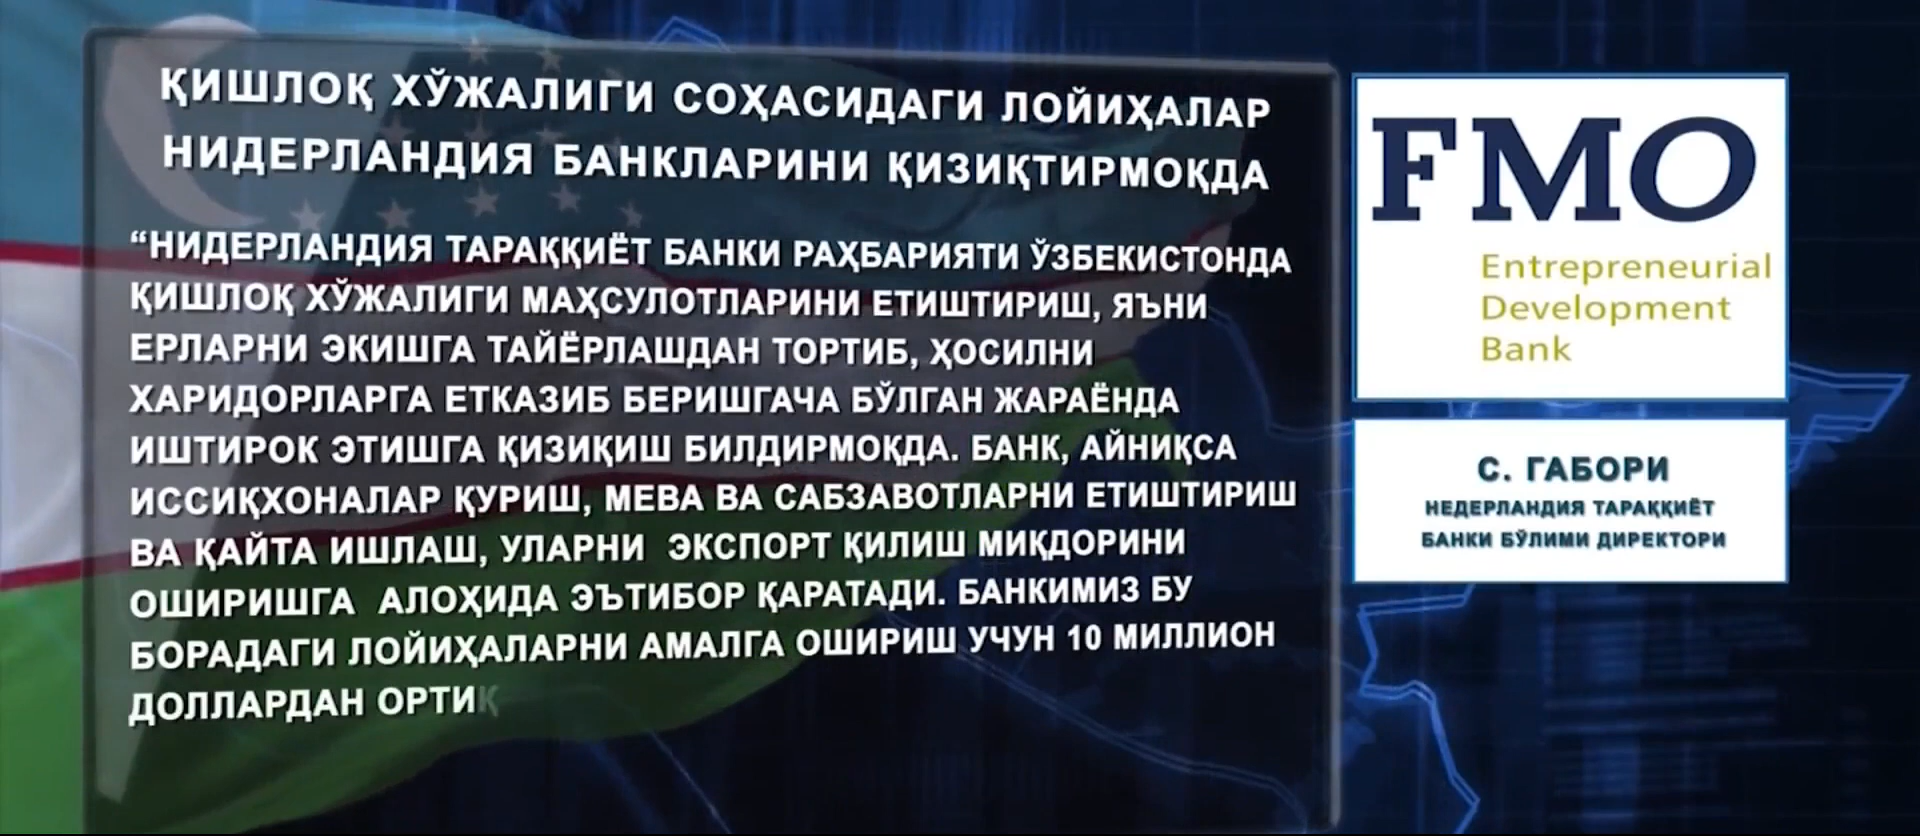 ҚИШЛОҚ ХЎЖАЛИГИ СОҲАСИДАГИ ЛОЙИҲАЛАР
НИДЕРЛАНДИЯ БАНКЛАРИНИ ҚИЗИҚТИРМОҚДА
“НИДЕРЛАНДИЯ ТАРАҚҚИЁТ БАНКИ РАҲБАРИЯТИ ЎЗБЕКИСТОНДА
ҚИШЛОҚ ХЎЖАЛИГИ МАҲСУЛОТЛАРИНИ ЕТИШТИРИШ, ЯЪНИ
ЕРЛАРНИ ЭКИШГА ТАЙЁРЛАШДАН ТОРТИБ, ҲОСИЛНИ
ХАРИДОРЛАРГА ЕТКАЗИБ БЕРИШГАЧА БЎЛГАН ЖАРАЁНДА
ИШТИРОК ЭТИШГА ҚИЗИҚИШ БИЛДИРМОҚДА. БАНК, АЙНИҚСА
ИССИҚХОНАЛАР ҚУРИШ, МЕВА ВА САБЗАВОТЛАРНИ ЕТИШТИРИШ
ВА ҚАЙТА ИШЛАШ, УЛАРНИ ЭКСПОРТ ҚИЛИШ МИҚДОРИНИ
ОШИРИШГА АЛОҲИДА ЭЪТИБОР ҚАРАТАДИ. БАНКИМИЗ БУ
БОРАДАГИ ЛОЙИҲАЛАРНИ АМАЛГА ОШИРИШ УЧУН 10 МИЛЛИОН
ДОЛЛАРДАН ОРТИҚ
FMO
Entrepreneurial
Development
Bank
С. ГАБОРИ
НЕДЕРЛАНДИЯ ТАРАҚҚИЁТ
БАНКИ БЎЛИМИ ДИРЕКТОРИ